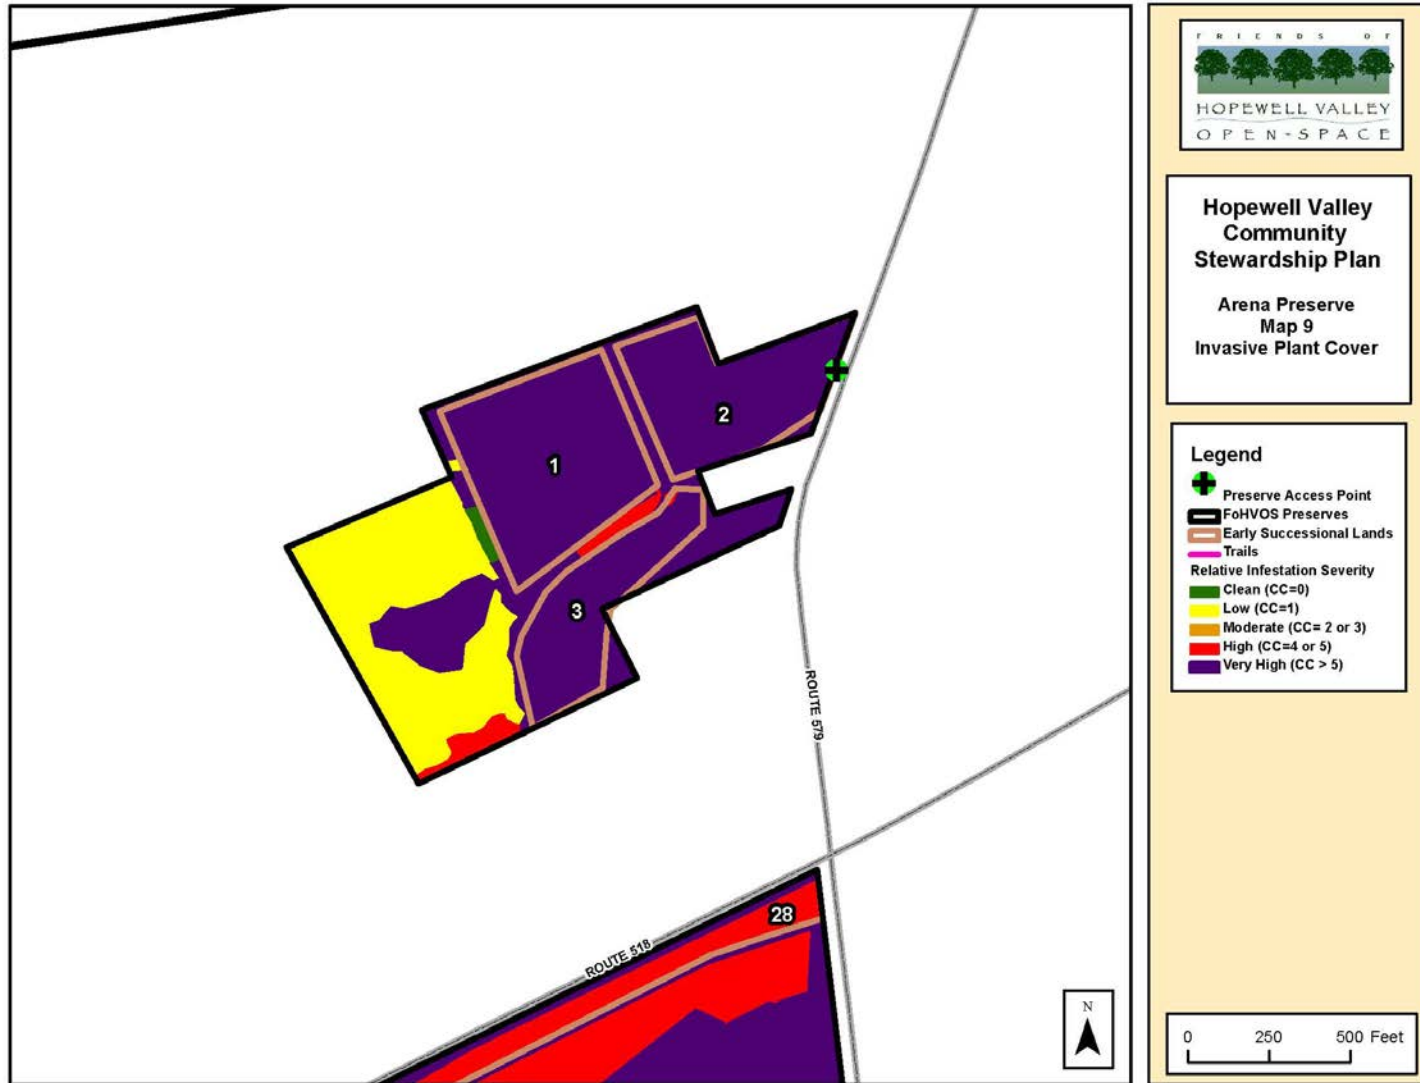 FRIENDS OF
HOPEWELL VALLEY
OPEN-SPACE
Hopewell Valley
Community
Stewardship Plan
Arena Preserve
Map 9
Invasive Plant Cover
Legend
Preserve Access Point
FoHVOS Preserves
Early Successional Lands
Trails
Relative Infestation Severity
Clean (CC=0)
Low (CC=1)
Moderate (CC= 2 or 3)
High (CC=4 or 5)
Very High (CC > 5)
1
2
3
28
ROUTE 579
ROUTE 518
N
0 250 500 Feet